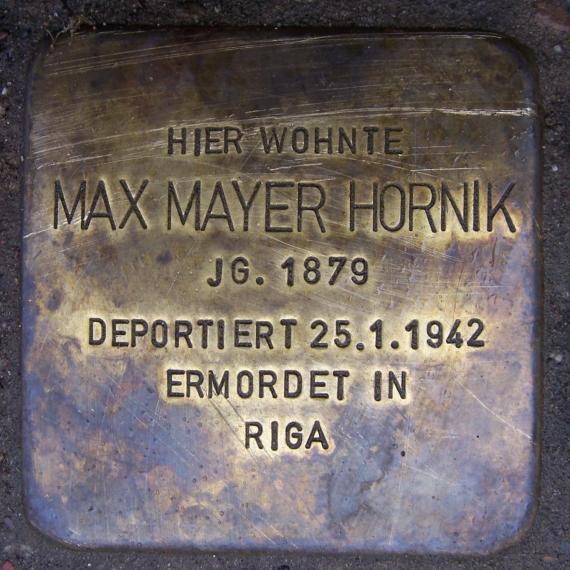 HIER WOHNTE
MAX MAYER HORNIK
JG. 1879
DEPORTIERT 25.1.1942
ERMORDET IN
RIGA